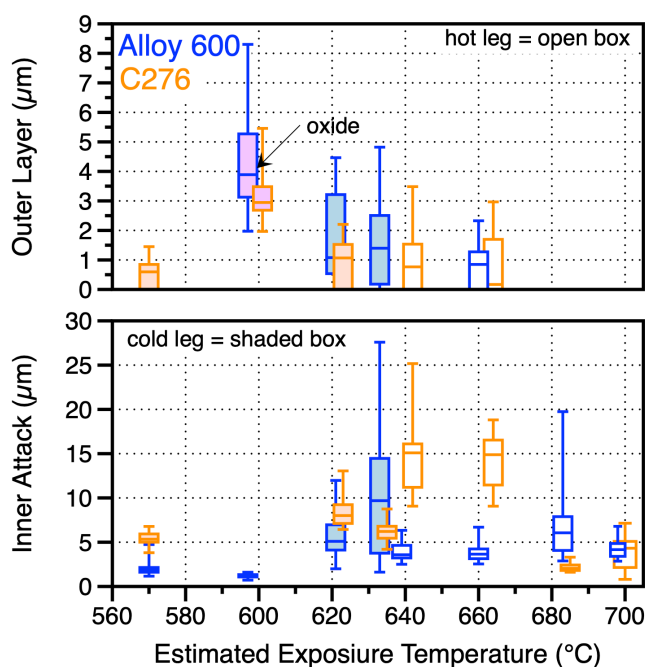 9
8
7
6
5
4
3
2
1
0
Outer Layer (µm)
Alloy 600
C276
hot leg = open box
oxide
30
25
20
15
10
5
0
Inner Attack (µm)
cold leg = shaded box
560 580 600 620 640 660 680 700
Estimated Exposiure Temperature (°C)